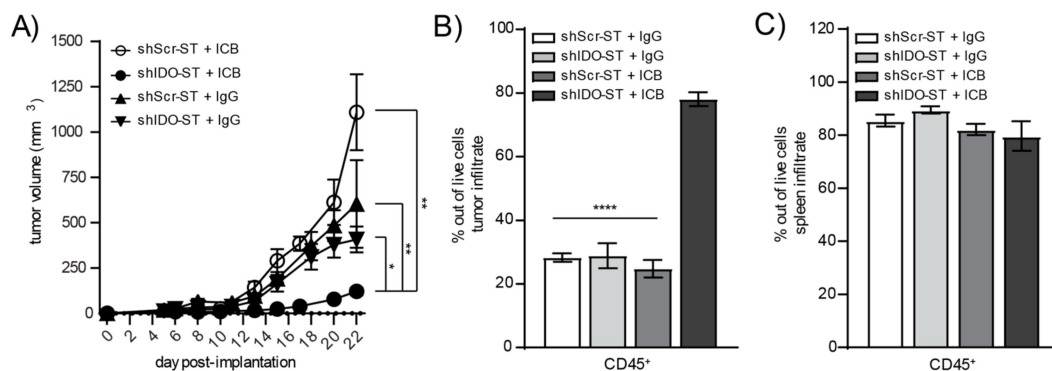 A)
1500
1250
1000
750
500
250
0
tumor volume (mm 3)
0 2 4 6 8 10 12 14 16 18 20 22
day post-implantation
shScr-ST + ICB
shIDO-ST + ICB
shScr-ST + IgG
shIDO-ST + IgG
*
**
**
B)
80
60
40
20
0
% out of live cells
tumor infiltrate
shScr-ST + IgG
shIDO-ST + IgG
shScr-ST + ICB
shIDO-ST + ICB
****
CD45+
C)
120
100
80
60
40
20
0
% out of live cells
spleen infiltrate
shScr-ST + IgG
shIDO-ST + IgG
shScr-ST + ICB
shIDO-ST + ICB
CD45+